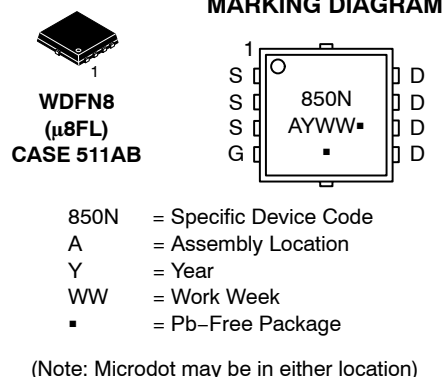 MARKING DIAGRAM
1
WDFN8
(μ8FL)
CASE 511AB
1
S D
S 850N D
S AYWW▪ D
G ▪ D
850N = Specific Device Code
A = Assembly Location
Y = Year
WW = Work Week
▪ = Pb−Free Package
(Note: Microdot may be in either location)